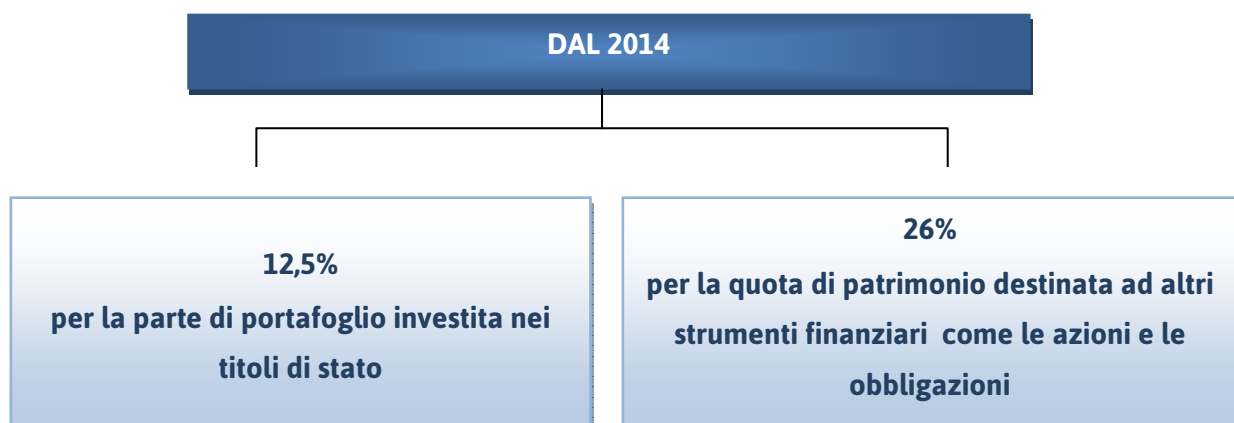 DAL 2014
12,5%
per la parte di portafoglio investita nei
titoli di stato
26%
per la quota di patrimonio destinata ad altri
strumenti finanziari come le azioni e le
obbligazioni